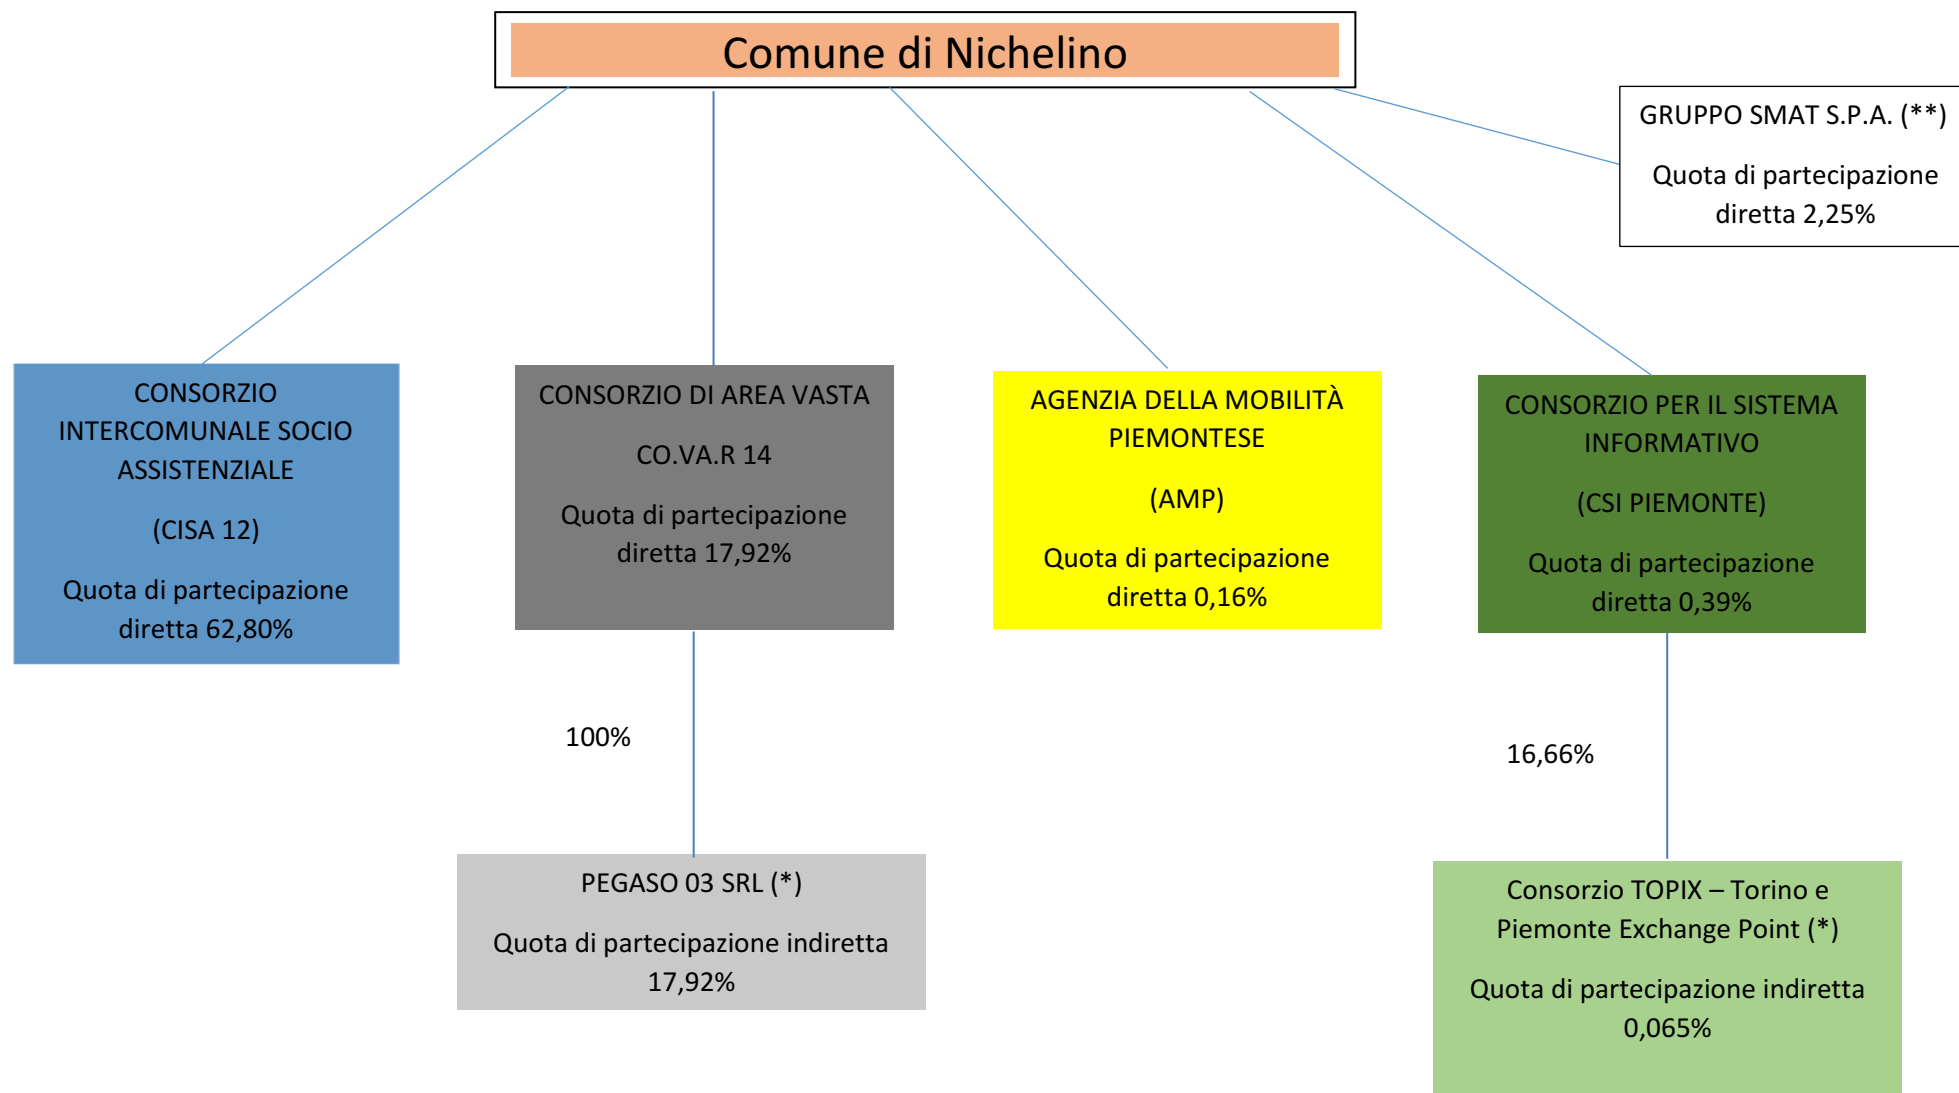 Comune di Nichelino
GRUPPO SMAT S.P.A. (**)
Quota di partecipazione
diretta 2,25%
CONSORZIO
INTERCOMUNALE SOCIO
ASSISTENZIALE
(CISA 12)
Quota di partecipazione
diretta 62,80%
CONSORZIO DI AREA VASTA
CO.VA.R 14
Quota di partecipazione
diretta 17,92%
AGENZIA DELLA MOBILITÀ
PIEMONTESE
(AMP)
Quota di partecipazione
diretta 0,16%
CONSORZIO PER IL SISTEMA
INFORMATIVO
(CSI PIEMONTE)
Quota di partecipazione
diretta 0,39%
100%
16,66%
PEGASO 03 SRL (*)
Quota di partecipazione indiretta
17,92%
Consorzio TOPIX – Torino e
Piemonte Exchange Point (*)
Quota di partecipazione indiretta
0,065%